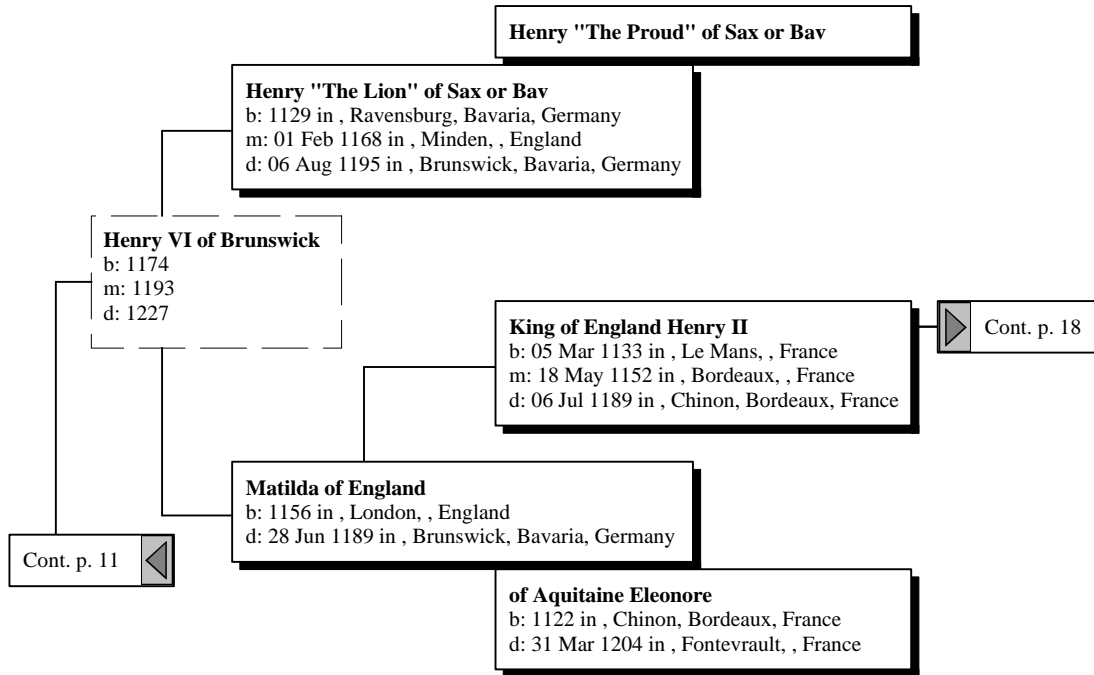 Henry "The Proud" of Sax or Bav
Henry "The Lion" of Sax or Bav
b: 1129 in , Ravensburg, Bavaria, Germany
m: 01 Feb 1168 in , Minden, , England
d: 06 Aug 1195 in , Brunswick, Bavaria, Germany
Henry VI of Brunswick
b: 1174
m: 1193
d: 1227
King of England Henry II
b: 05 Mar 1133 in , Le Mans, , France
m: 18 May 1152 in , Bordeaux, , France
d: 06 Jul 1189 in , Chinon, Bordeaux, France
Cont. p. 18
Matilda of England
b: 1156 in , London, , England
d: 28 Jun 1189 in , Brunswick, Bavaria, Germany
Cont. p. 11
of Aquitaine Eleonore
b: 1122 in , Chinon, Bordeaux, France
d: 31 Mar 1204 in , Fontevrault, , France